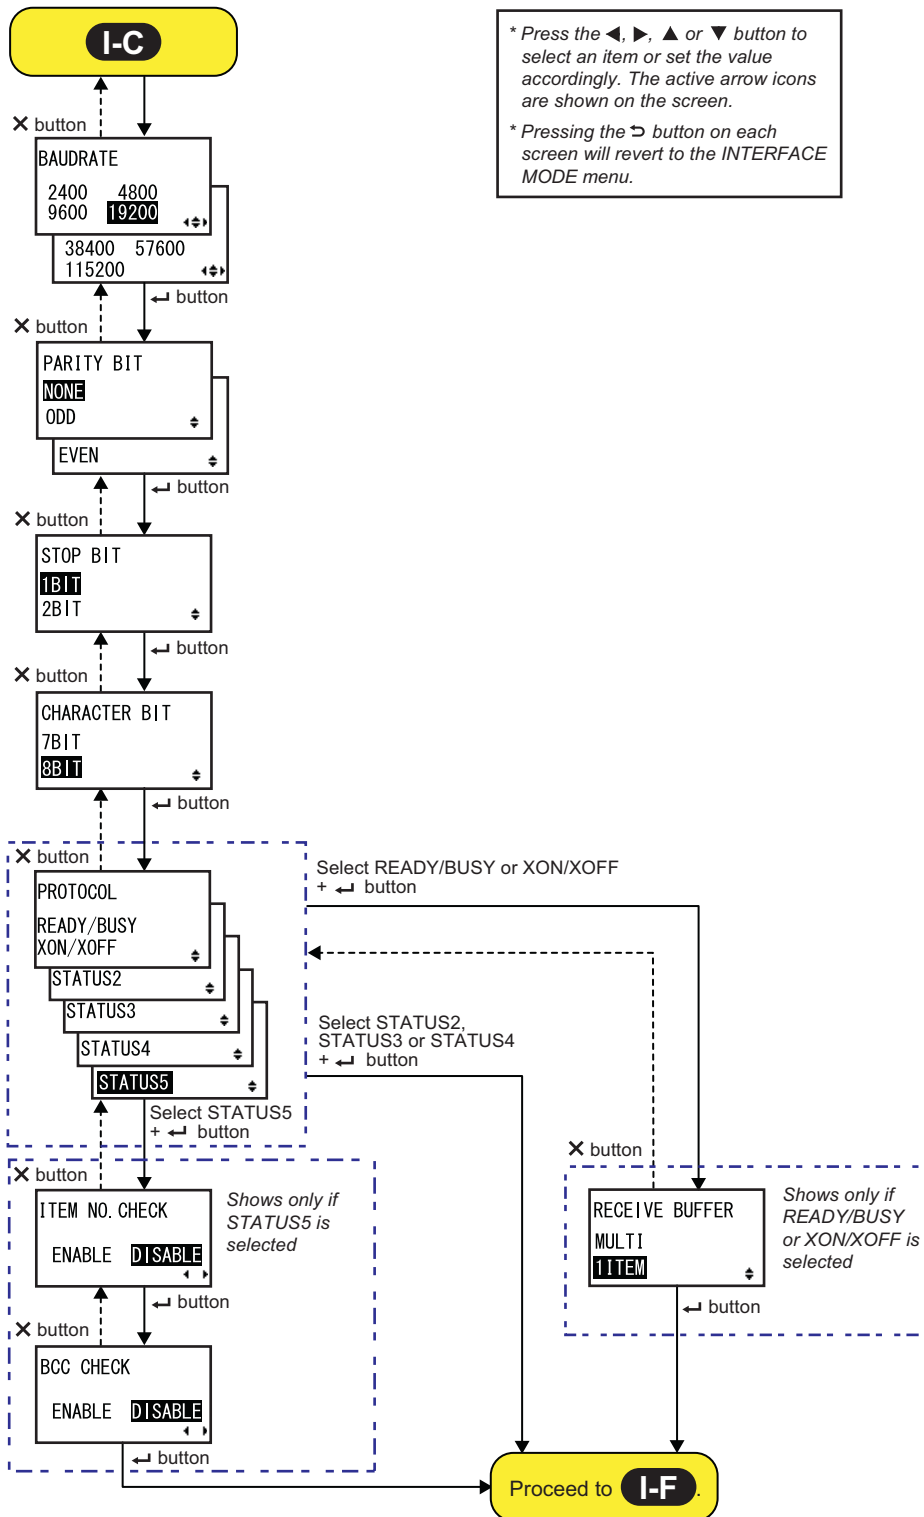 I-C
* Press the ◀, ▶, ▲ or ▼ button to
select an item or set the value
accordingly. The active arrow icons
are shown on the screen.
* Pressing the ⮌ button on each
screen will revert to the INTERFACE
MODE menu.
✕ button
BAUDRATE
2400 4800
9600 19200
38400 57600
115200
↵ button
✕ button
PARITY BIT
NONE
ODD
EVEN
↵ button
✕ button
STOP BIT
1BIT
2BIT
↵ button
✕ button
CHARACTER BIT
7BIT
8BIT
↵ button
✕ button
PROTOCOL
READY/BUSY
XON/XOFF
STATUS2
STATUS3
STATUS4
STATUS5
Select READY/BUSY or XON/XOFF
+ ↵ button
Select STATUS2,
STATUS3 or STATUS4
+ ↵ button
Select STATUS5
+ ↵ button
✕ button
ITEM NO.CHECK
ENABLE DISABLE
Shows only if
STATUS5 is
selected
↵ button
✕ button
BCC CHECK
ENABLE DISABLE
↵ button
✕ button
RECEIVE BUFFER
MULTI
1ITEM
Shows only if
READY/BUSY
or XON/XOFF is
selected
↵ button
Proceed to I-F.